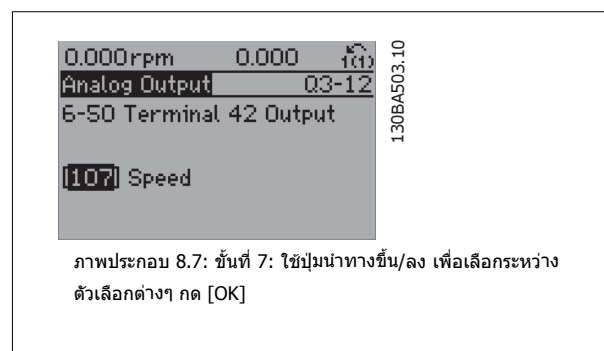 0.000rpm 0.000 1(1)
Analog Output Q3-12
6-50 Terminal 42 Output
[107] Speed
130BA503.10
ภาพประกอบ 8.7: ขั้นที่ 7: ใช้ปุ่มนำทางขึ้น/ลง เพื่อเลือกระหว่าง
ตัวเลือกต่างๆ กด [OK]